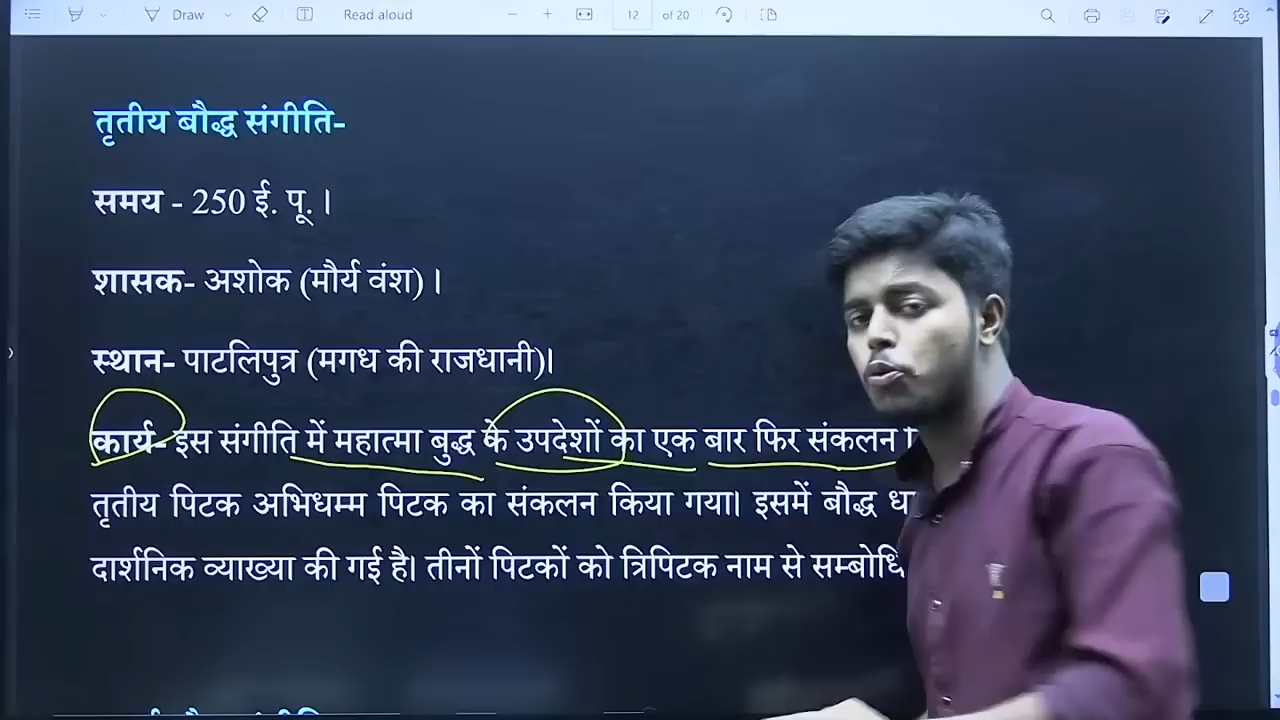 Draw
Read aloud
12
of 20
तृतीय बौद्ध संगीति-
समय - 250 ई. पू. ।
शासक- अशोक (मौर्य वंश) ।
स्थान- पाटलिपुत्र (मगध की राजधानी)।
कार्य- इस संगीति में महात्मा बुद्ध के उपदेशों का एक बार फिर संकलन
तृतीय पिटक अभिधम्म पिटक का संकलन किया गया। इसमें बौद्ध
दार्शनिक व्याख्या की गई है। तीनों पिटकों को त्रिपिटक नाम से